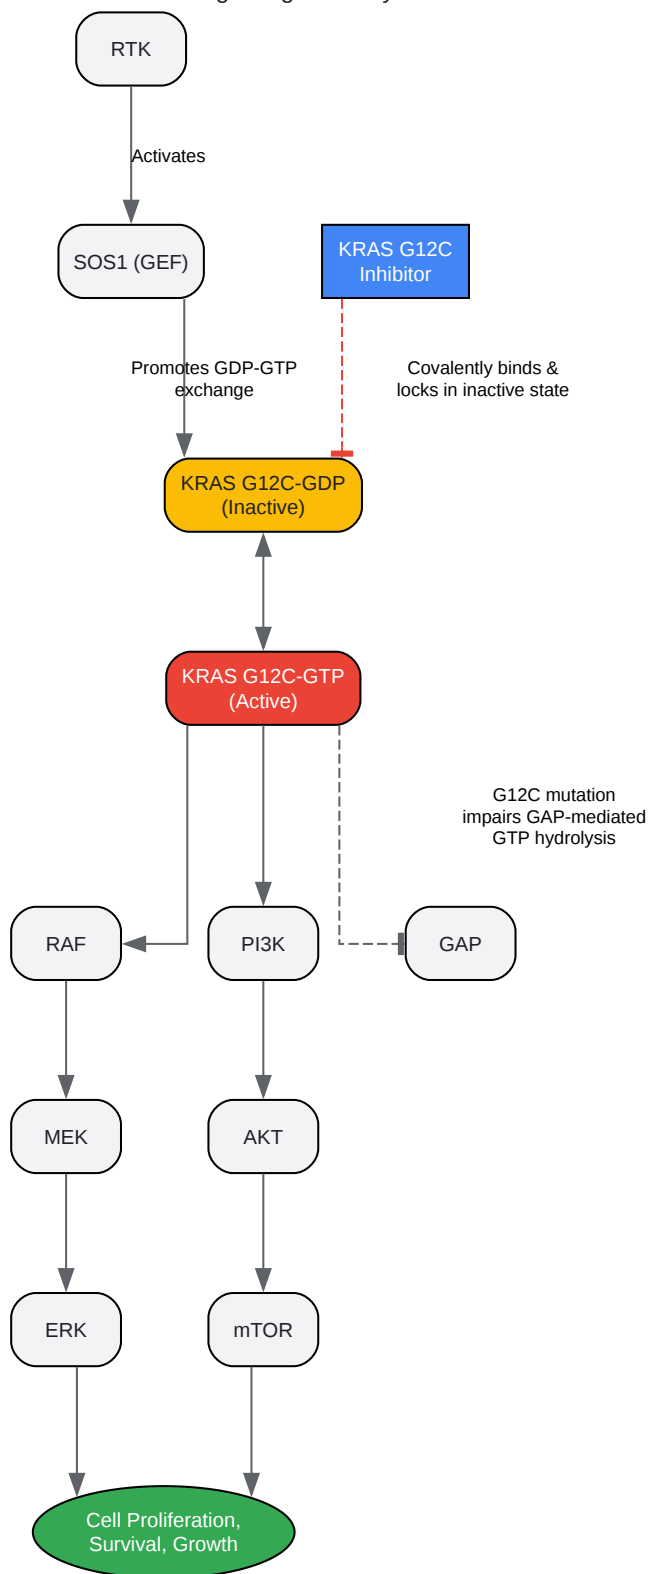 RTK
Activates
SOS1 (GEF)
KRAS G12C
Inhibitor
Promotes GDP-GTP
exchange
Covalently binds &
locks in inactive state
KRAS G12C-GDP
(Inactive)
KRAS G12C-GTP
(Active)
G12C mutation
impairs GAP-mediated
GTP hydrolysis
RAF
PI3K
GAP
MEK
AKT
ERK
mTOR
Cell Proliferation,
Survival, Growth